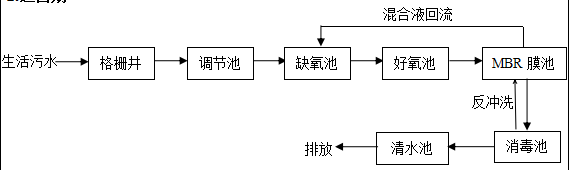 混合液回流
生活污水
格栅井
调节池
缺氧池
好氧池
MBR 膜池
反冲洗
排放
清水池
消毒池